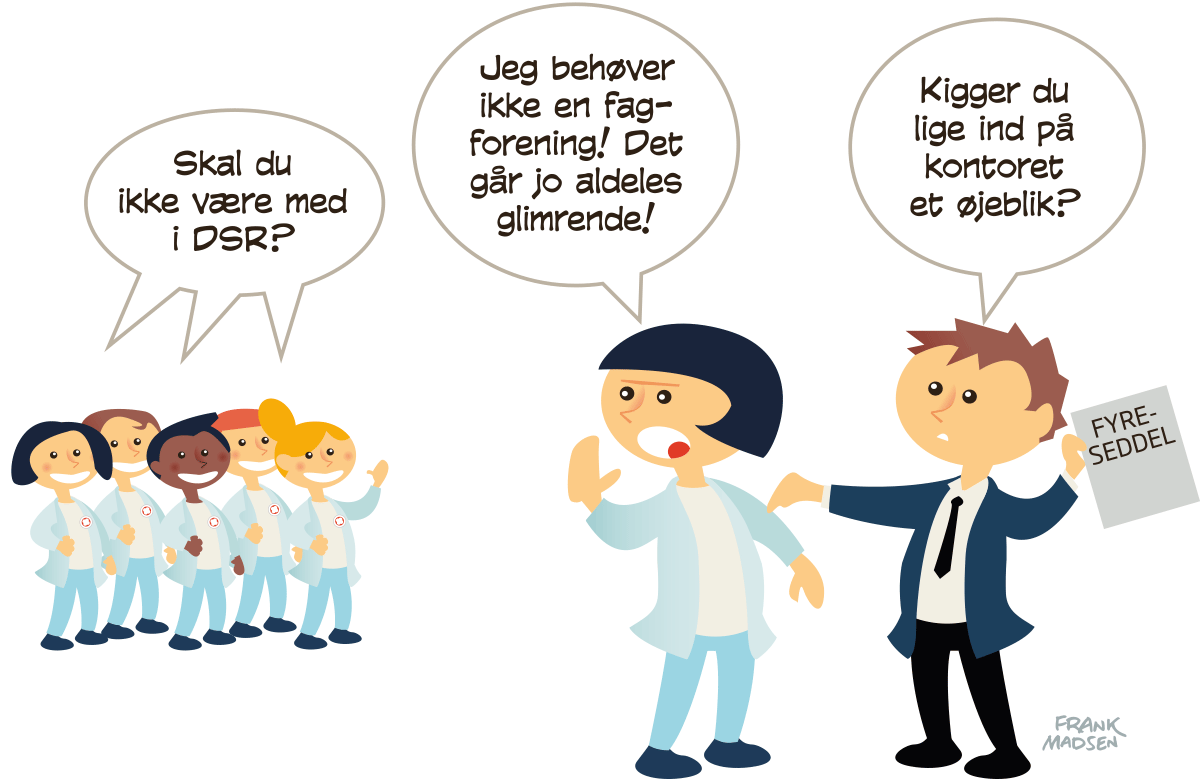 Skal du
ikke være med
i DSR?
Jeg behøver
ikke en fag-
forening! Det
går jo aldeles
glimrende!
Kigger du
lige ind på
kontoret
et øjeblik?
FYRE-
SEDDEL
FRANK
MADSEN